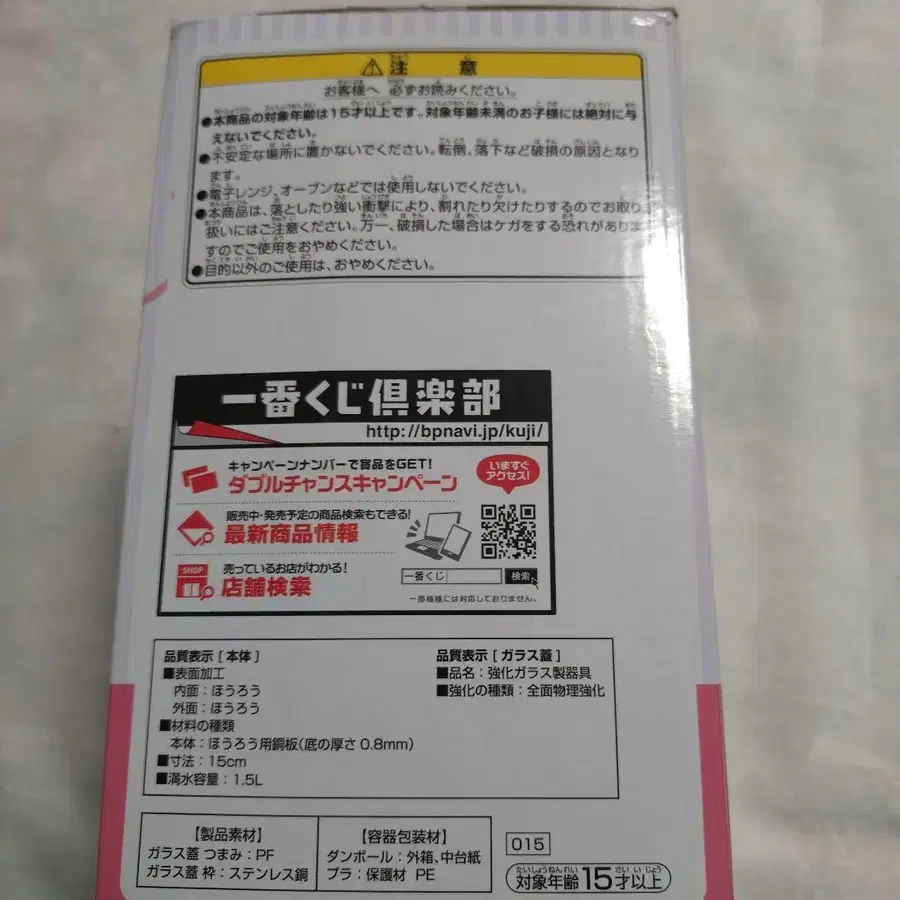 ⚠注 意
お客様へ 必ずお読みください。
●本商品の対象年齢は15才以上です。対象年齢未満のお子様には絶対に与
えないでください。
●不安定な場所に置かないでください。転倒、落下など破損の原因となり
ます。
●電子レンジ、オーブンなどでは使用しないでください。
●本商品は、落としたり強い衝撃により、割れたり欠けたりするのでお取り
扱いにはご注意ください。万一、破損した場合はケガをする恐れがありま
すのでご使用をおやめください。
●目的以外のご使用は、おやめください。
一番くじ倶楽部
http://bpnavi.jp/kuji/
キャンペーンナンバーで賞品をGET!
ダブルチャンスキャンペーン
いますぐ
アクセス!
販売中・発売予定の商品検索もできる!
最新商品情報
SHOP
売っているお店がわかる!
店舗検索
一番くじ 検索
一部機種には対応しておりません。
品質表示 [ 本体 ]
■表面加工
内面：ほうろう
外面：ほうろう
■材料の種類
本体：ほうろう用鋼板(底の厚さ 0.8mm)
■寸法：15cm
■満水容量：1.5L
品質表示 [ ガラス蓋 ]
■品名：強化ガラス製器具
■強化の種類：全面物理強化
【製品素材】
ガラス蓋 つまみ：PF
ガラス蓋 枠：ステンレス鋼
【容器包装材】
ダンボール：外箱、中台紙
プラ：保護材 PE
015
対象年齢 15才以上